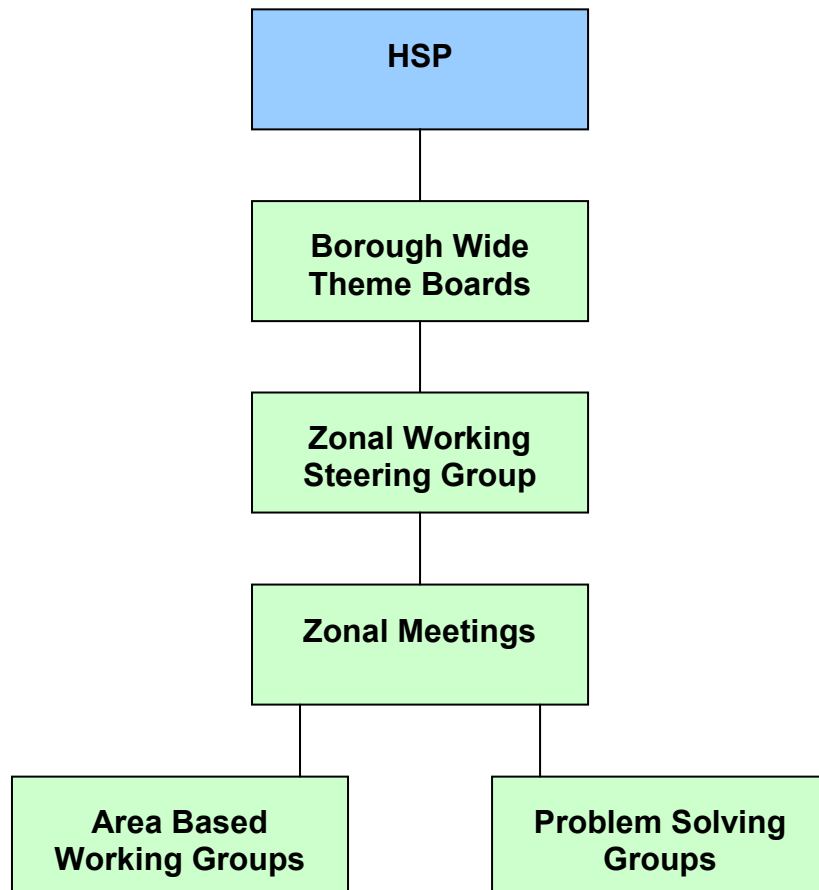 HSP
Borough Wide
Theme Boards
Zonal Working
Steering Group
Zonal Meetings
Area Based
Working Groups
Problem Solving
Groups